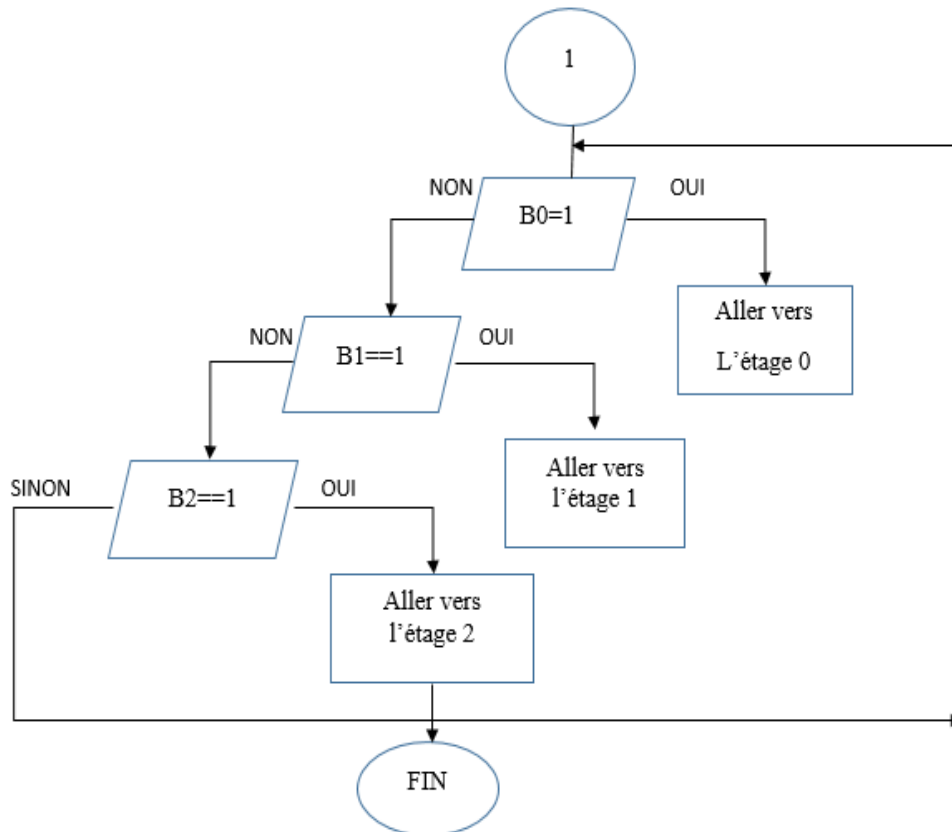 1
NON
OUI
B0=1
Aller vers
L’étage 0
NON
B1==1
OUI
Aller vers
l’étage 1
SINON
B2==1
OUI
Aller vers
l’étage 2
FIN